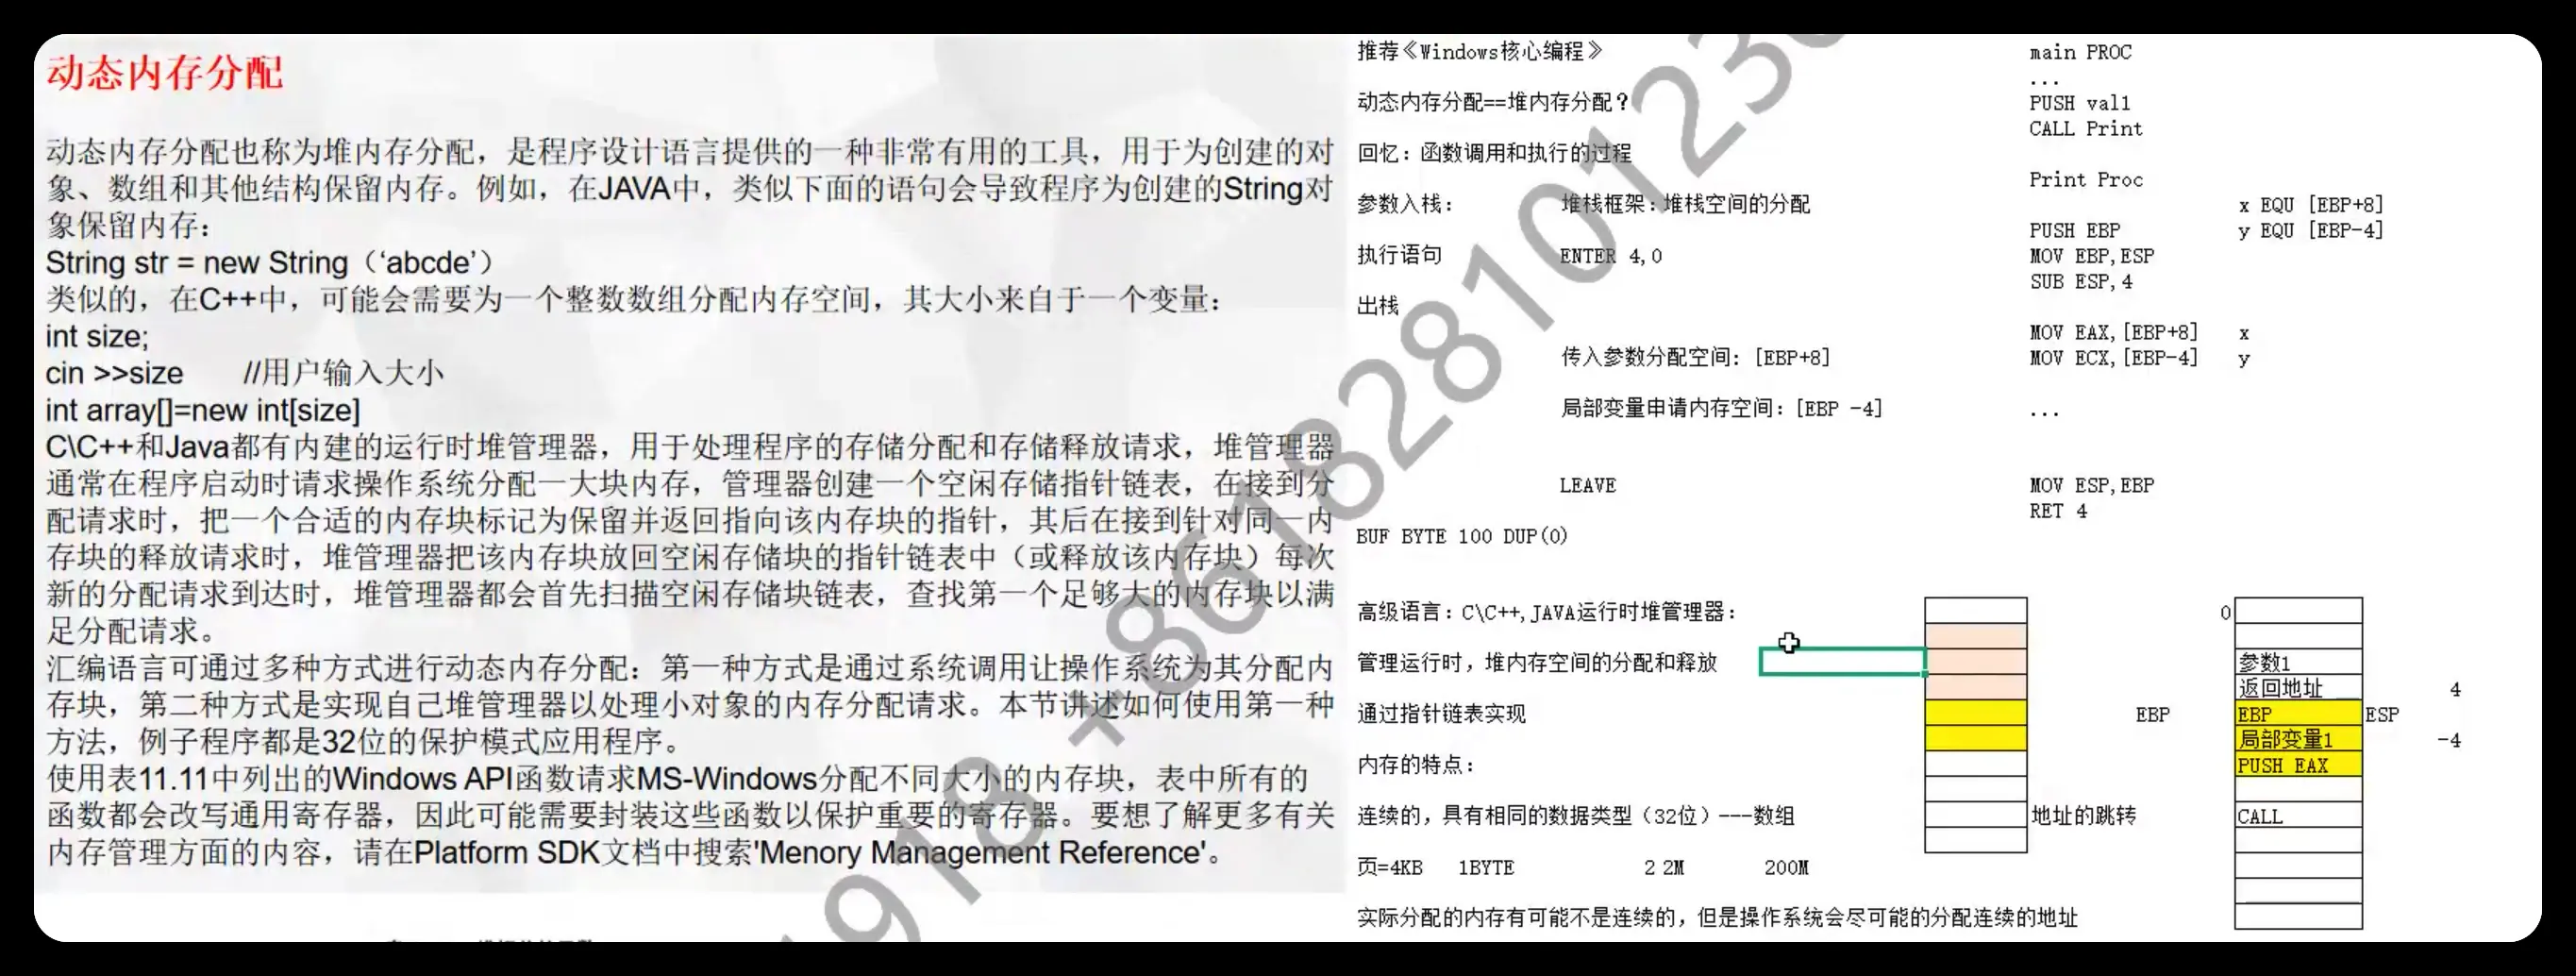 动态内存分配
动态内存分配也称为堆内存分配，是程序设计语言提供的一种非常有用的工具，用于为创建的对
象、数组和其他结构保留内存。例如，在JAVA中，类似下面的语句会导致程序为创建的String对
象保留内存：
String str = new String（‘abcde’）
类似的，在C++中，可能会需要为一个整数数组分配内存空间，其大小来自于一个变量：
int size;
cin >>size //用户输入大小
int array[]=new int[size]
C\C++和Java都有内建的运行时堆管理器，用于处理程序的存储分配和存储释放请求，堆管理器
通常在程序启动时请求操作系统分配一大块内存，管理器创建一个空闲存储指针链表，在接到分
配请求时，把一个合适的内存块标记为保留并返回指向该内存块的指针，其后在接到针对同一内
存块的释放请求时，堆管理器把该内存块放回空闲存储块的指针链表中（或释放该内存块）每次
新的分配请求到达时，堆管理器都会首先扫描空闲存储块链表，查找第一个足够大的内存块以满
足分配请求。
汇编语言可通过多种方式进行动态内存分配：第一种方式是通过系统调用让操作系统为其分配内
存块，第二种方式是实现自己堆管理器以处理小对象的内存分配请求。本节讲述如何使用第一种
方法，例子程序都是32位的保护模式应用程序。
使用表11.11中列出的Windows API函数请求MS-Windows分配不同大小的内存块，表中所有的
函数都会改写通用寄存器，因此可能需要封装这些函数以保护重要的寄存器。要想了解更多有关
内存管理方面的内容，请在Platform SDK文档中搜索'Menory Management Reference'。
推荐《Windows核心编程》
动态内存分配==堆内存分配？
回忆：函数调用和执行的过程
参数入栈： 堆栈框架：堆栈空间的分配
执行语句 ENTER 4,0
出栈
传入参数分配空间：[EBP+8]
局部变量申请内存空间：[EBP -4]
LEAVE
BUF BYTE 100 DUP(0)
高级语言：C\C++,JAVA运行时堆管理器：
管理运行时，堆内存空间的分配和释放
通过指针链表实现
内存的特点：
连续的，具有相同的数据类型（32位）---数组
页=4KB 1BYTE 2 2M 200M
实际分配的内存有可能不是连续的，但是操作系统会尽可能的分配连续的地址
main PROC
...
PUSH val1
CALL Print
Print Proc
x EQU [EBP+8]
PUSH EBP y EQU [EBP-4]
MOV EBP,ESP
SUB ESP,4
MOV EAX,[EBP+8] x
MOV ECX,[EBP-4] y
...
MOV ESP,EBP
RET 4
0
参数1
返回地址 4
EBP EBP ESP
局部变量1 -4
PUSH EAX
地址的跳转 CALL